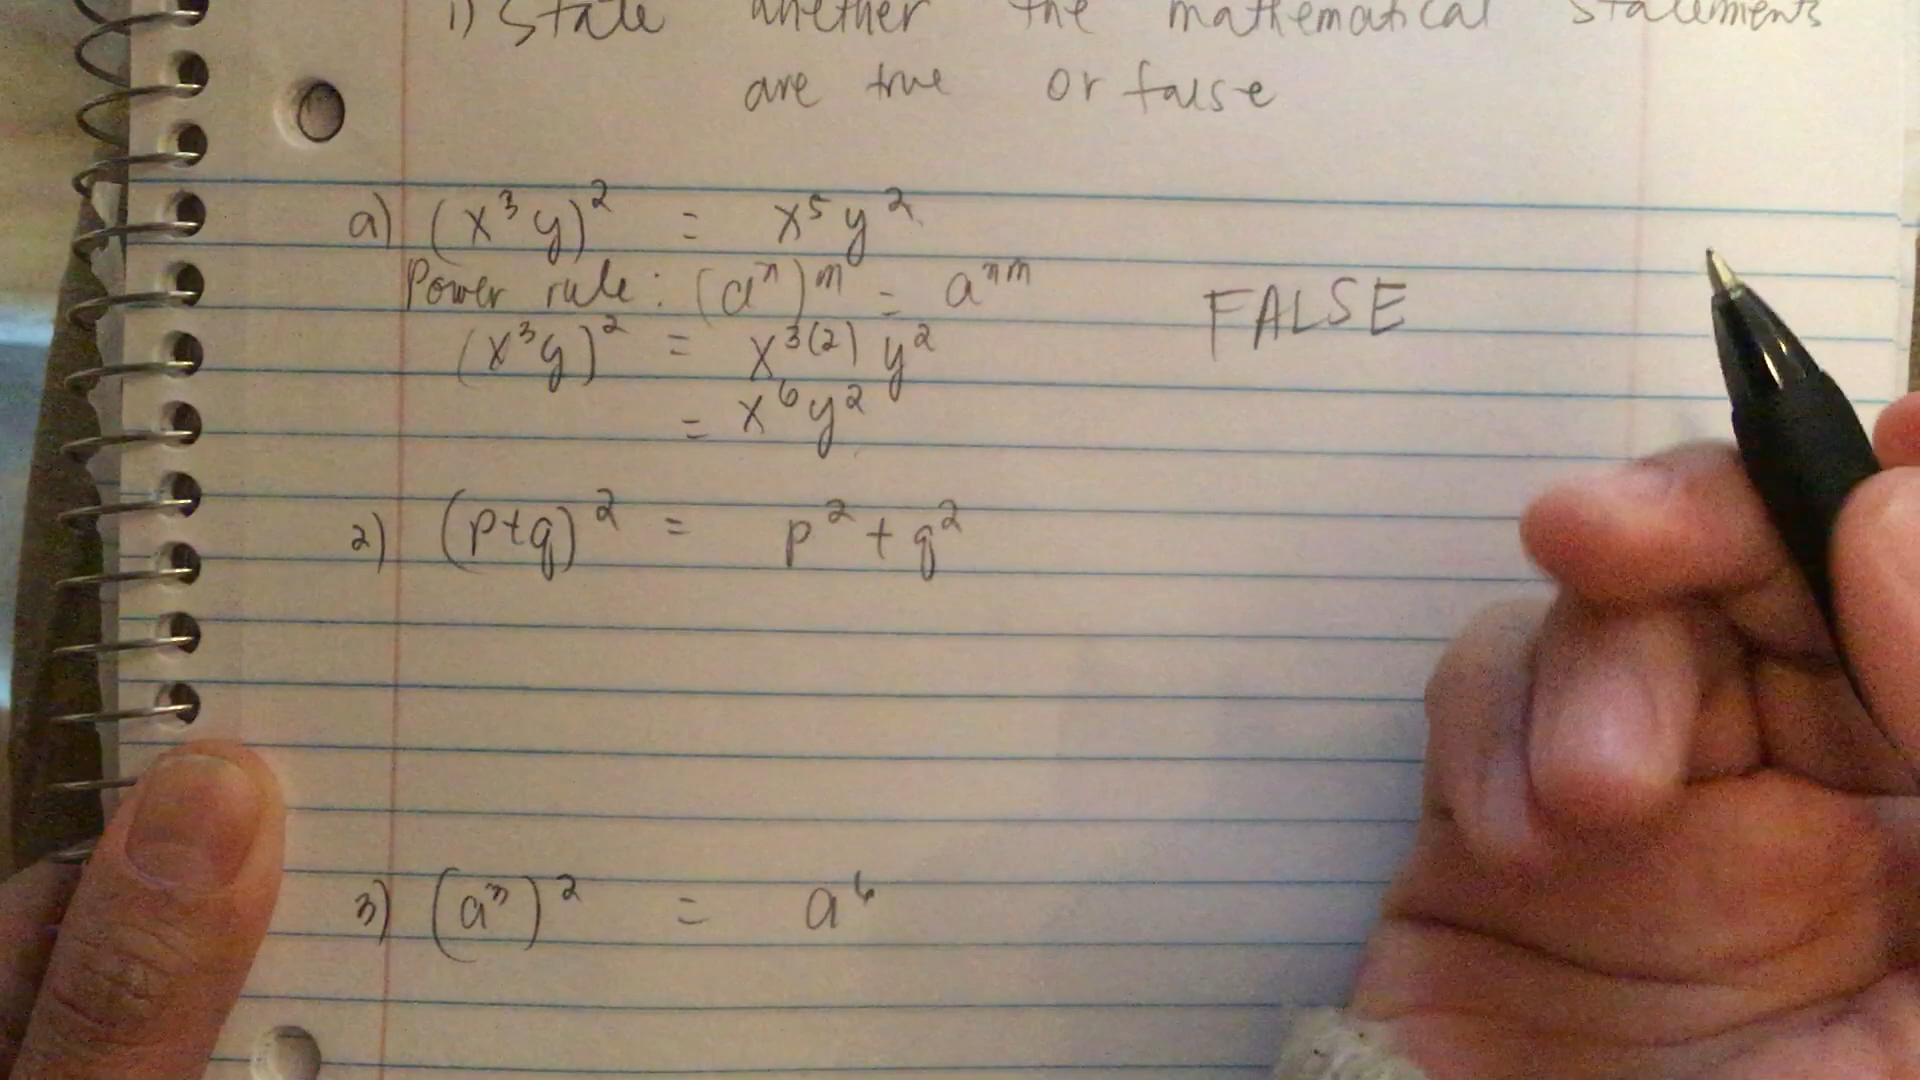 1) State whether the mathematical statements
are true or false
a) (x³y)² = x⁵y²
Power rule: (aⁿ)ᵐ = aⁿᵐ
FALSE
(x³y)² = x³⁽²⁾ y²
= x⁶y²
2) (p+q)² = p² + q²
3) (a³)² = a⁶